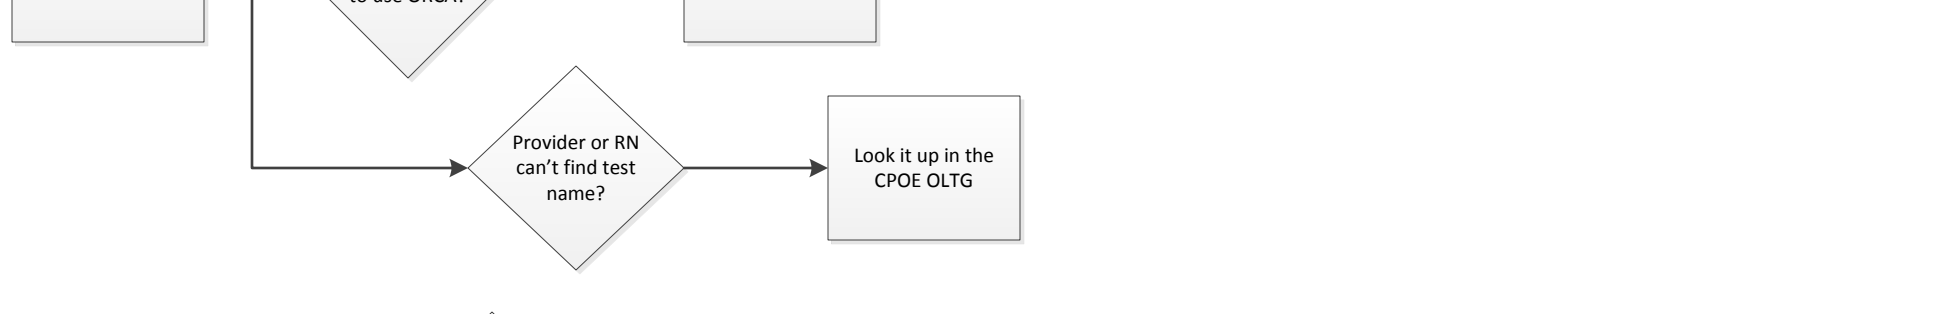 to use ORCA?
Provider or RN
can't find test
name?
Look it up in the
CPOE OLTG